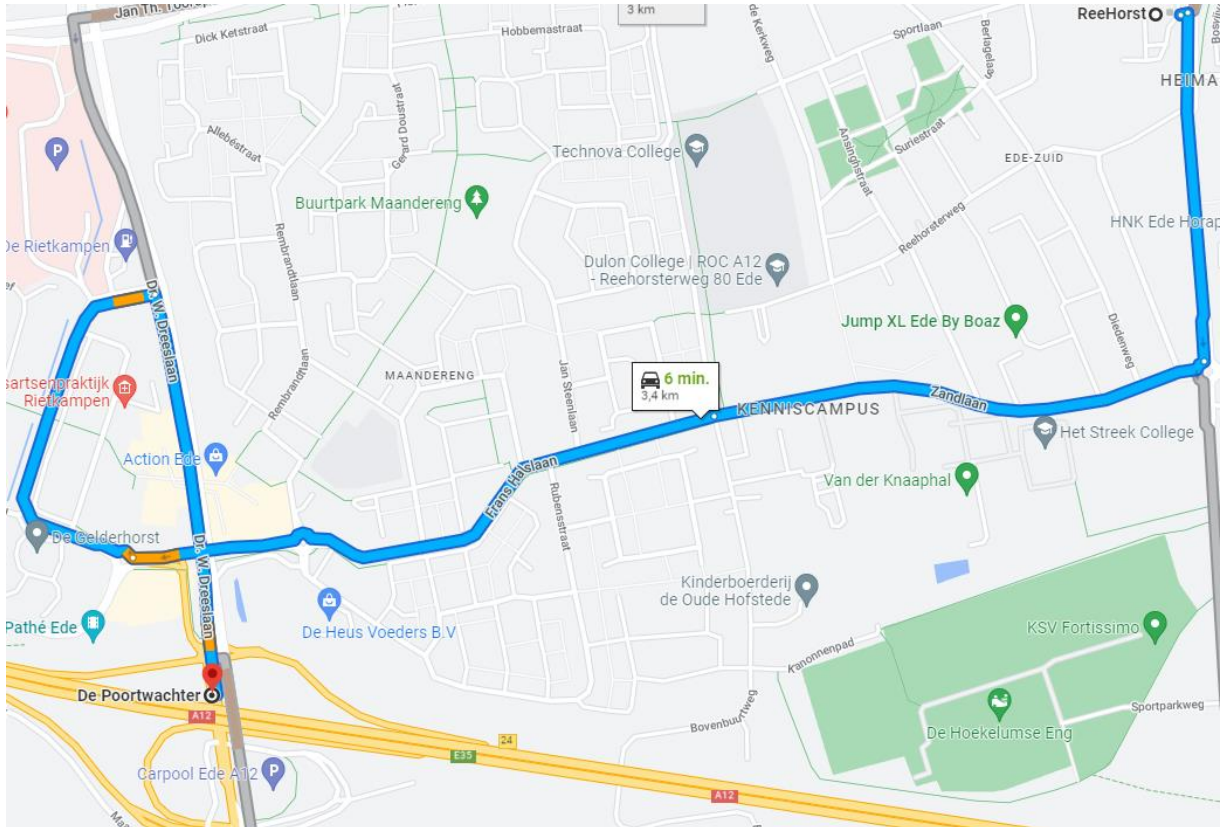 Jan Th. Toorop
3 km
ReeHorst
Dick Ketstraat
Hobbemastraat
de Kerkweg
Sportlaan
Berlagelaan
HEIMA
Allebéstraat
Gerard Doustraat
Technova College
Ansinghstraat
Surlestraat
EDE-ZUID
Buurtpark Maandereng
De Rietkampen
Rembrandtlaan
Dulon College | ROC A12
- Reehorsterweg 80 Ede
Reehorsterweg
HNK Ede Horap
Dr. W. Dreeslaan
Jump XL Ede By Boaz
Diedenweg
sartsenpraktijk
Rietkampen
MAANDERENG
Jan Steenlaan
6 min.
3,4 km
KENNISCAMPUS
Zandlaan
Rembrandtlaan
Het Streek College
Action Ede
Frans Halslaan
Van der Knaaphal
De Gelderhorst
Dr. W. Dreeslaan
Rubensstraat
Kinderboerderij
de Oude Hofstede
De Heus Voeders B.V
Pathé Ede
KSV Fortissimo
Kanonnenpad
De Poortwachter
A12
Bovenbuurtweg
De Hoekelumse Eng
Sportparkweg
24
E35
Carpool Ede A12
A12